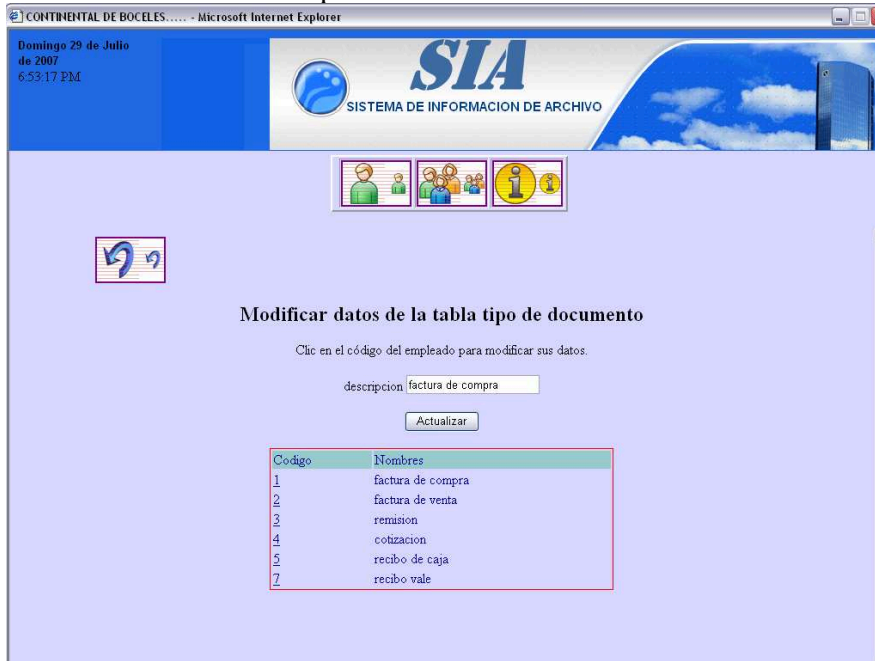 CONTINENTAL DE BOCELES..... - Microsoft Internet Explorer
Domingo 29 de Julio
de 2007
6:53:17 PM
SIA
SISTEMA DE INFORMACION DE ARCHIVO
Modificar datos de la tabla tipo de documento
Clic en el código del empleado para modificar sus datos.
descripcion factura de compra
Actualizar
Codigo Nombres
1 factura de compra
2 factura de venta
3 remision
4 cotizacion
5 recibo de caja
7 recibo vale